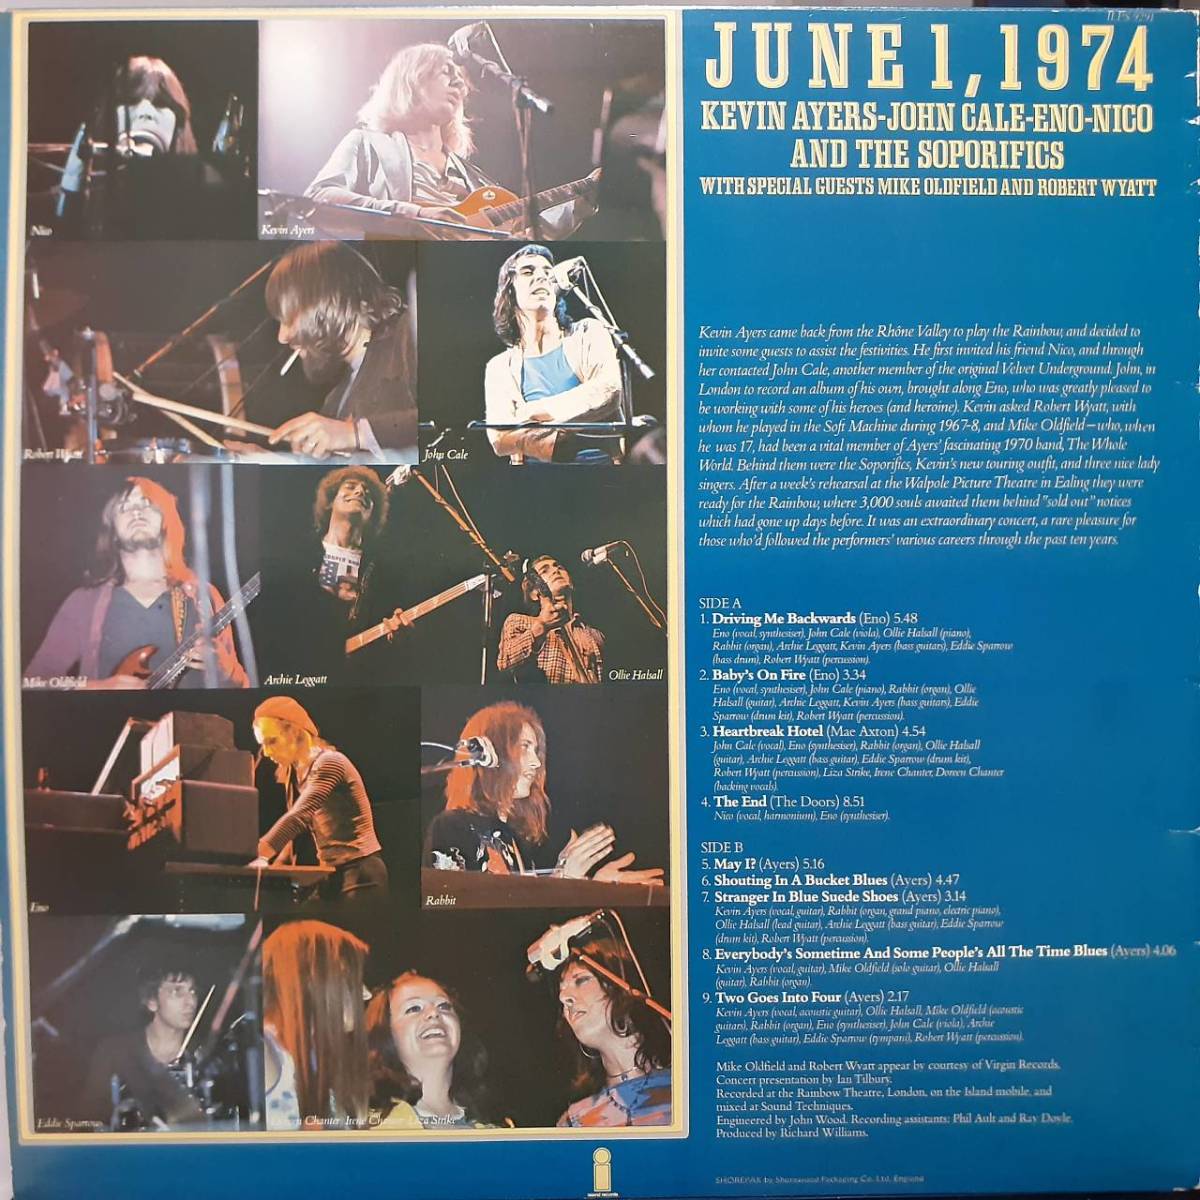 ILPS 9291
JUNE 1, 1974
KEVIN AYERS-JOHN CALE-ENO-NICO
AND THE SOPORIFICS
WITH SPECIAL GUESTS MIKE OLDFIELD AND ROBERT WYATT
Nico
Kevin Ayers
Robert Wyatt
John Cale
Mike Oldfield
Archie Leggatt
Ollie Halsall
Eno
Rabbit
Eddie Sparrow
Chanter Irene Chanter Liza Strike
Kevin Ayers came back from the Rhône Valley to play the Rainbow, and decided to
invite some guests to assist the festivities. He first invited his friend Nico, and through
her contacted John Cale, another member of the original Velvet Underground. John, in
London to record an album of his own, brought along Eno, who was greatly pleased to
be working with some of his heroes (and heroine). Kevin asked Robert Wyatt, with
whom he played in the Soft Machine during 1967-8, and Mike Oldfield—who, when
he was 17, had been a vital member of Ayers' fascinating 1970 band, The Whole
World. Behind them were the Soporifics, Kevin's new touring outfit, and three nice lady
singers. After a week's rehearsal at the Walpole Picture Theatre in Ealing they were
ready for the Rainbow, where 3,000 souls awaited them behind "sold out" notices
which had gone up days before. It was an extraordinary concert, a rare pleasure for
those who'd followed the performers' various careers through the past ten years.
SIDE A
1. Driving Me Backwards (Eno) 5.48
Eno (vocal, synthesiser), John Cale (viola), Ollie Halsall (piano),
Rabbit (organ), Archie Leggatt, Kevin Ayers (bass guitars), Eddie Sparrow
(bass drum), Robert Wyatt (percussion).
2. Baby's On Fire (Eno) 3.34
Eno (vocal, synthesiser), John Cale (piano), Rabbit (organ), Ollie
Halsall (guitar), Archie Leggatt, Kevin Ayers (bass guitars), Eddie
Sparrow (drum kit), Robert Wyatt (percussion).
3. Heartbreak Hotel (Mae Axton) 4.54
John Cale (vocal), Eno (synthesiser), Rabbit (organ), Ollie Halsall
(guitar), Archie Leggatt (bass guitar), Eddie Sparrow (drum kit),
Robert Wyatt (percussion), Liza Strike, Irene Chanter, Doreen Chanter
(backing vocals).
4. The End (The Doors) 8.51
Nico (vocal, harmonium), Eno (synthesiser).
SIDE B
5. May I? (Ayers) 5.16
6. Shouting In A Bucket Blues (Ayers) 4.47
7. Stranger In Blue Suede Shoes (Ayers) 3.14
Kevin Ayers (vocal, guitar), Rabbit (organ, grand piano, electric piano),
Ollie Halsall (lead guitar), Archie Leggatt (bass guitar), Eddie Sparrow
(drum kit), Robert Wyatt (percussion).
8. Everybody's Sometime And Some People's All The Time Blues (Ayers) 4.06
Kevin Ayers (vocal, guitar), Mike Oldfield (solo guitar), Ollie Halsall
(guitar), Rabbit (organ).
9. Two Goes Into Four (Ayers) 2.17
Kevin Ayers (vocal, acoustic guitar), Ollie Halsall, Mike Oldfield (acoustic
guitars), Rabbit (organ), Eno (synthesiser), John Cale (viola), Archie
Leggatt (bass guitar), Eddie Sparrow (tympani), Robert Wyatt (percussion).
Mike Oldfield and Robert Wyatt appear by courtesy of Virgin Records.
Concert presentation by Ian Tilbury.
Recorded at the Rainbow Theatre, London, on the Island mobile, and
mixed at Sound Techniques.
Engineered by John Wood. Recording assistants: Phil Ault and Ray Doyle.
Produced by Richard Williams.
island records
SHOREPAK by Shorewood Packaging Co. Ltd, England